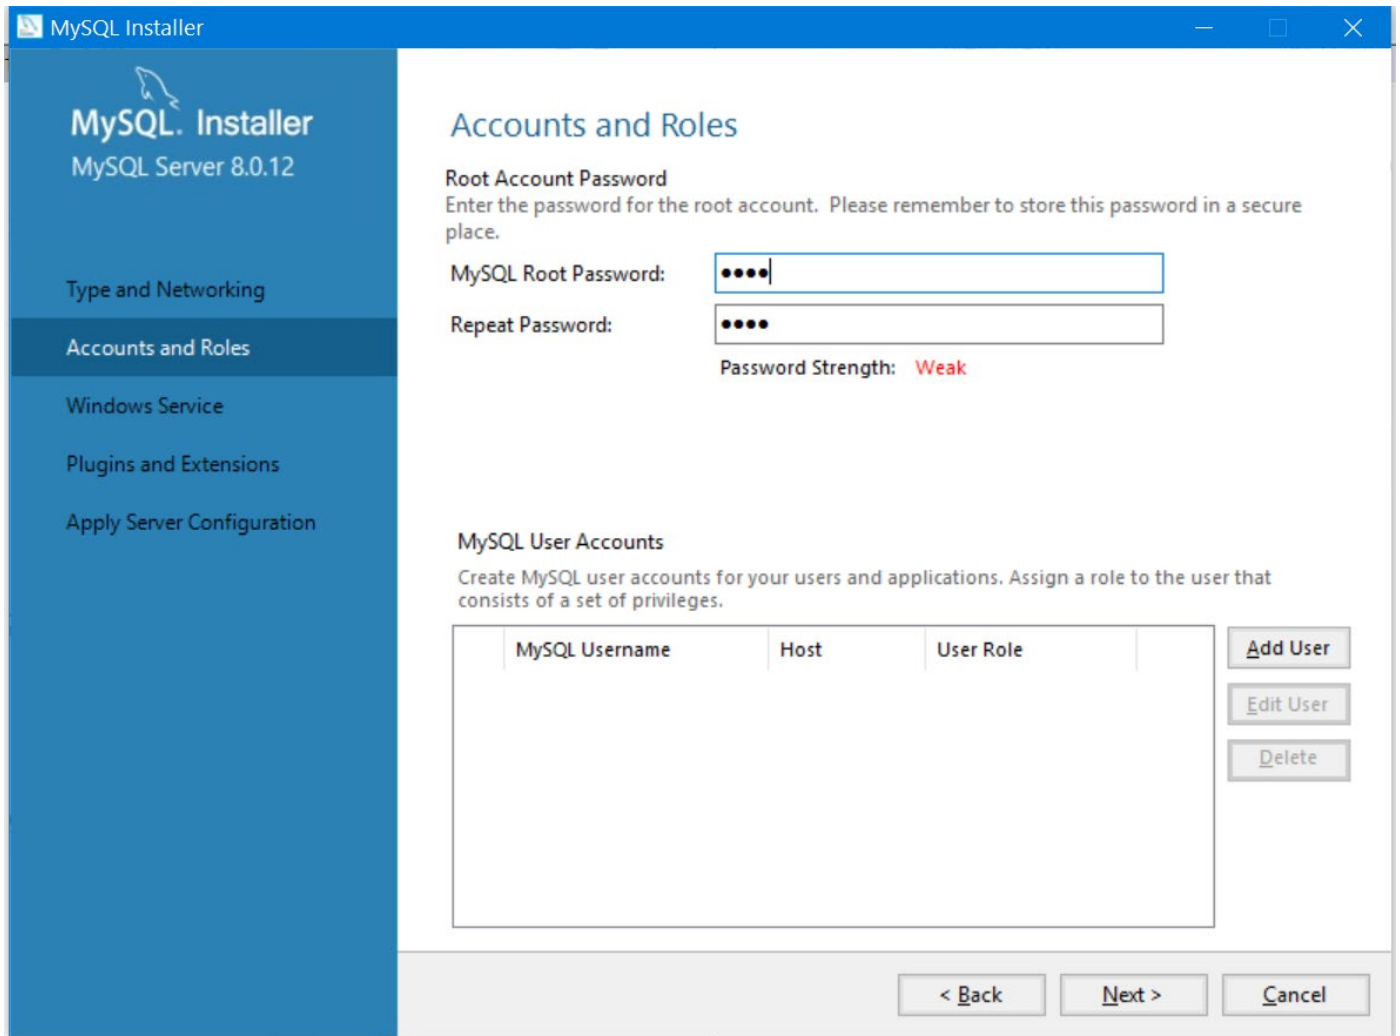 MySQL Installer
MySQL. Installer
MySQL Server 8.0.12
Type and Networking
Accounts and Roles
Windows Service
Plugins and Extensions
Apply Server Configuration
Accounts and Roles
Root Account Password
Enter the password for the root account. Please remember to store this password in a secure
place.
MySQL Root Password: ●●●●
Repeat Password: ●●●●
Password Strength: Weak
MySQL User Accounts
Create MySQL user accounts for your users and applications. Assign a role to the user that
consists of a set of privileges.
MySQL Username Host User Role
Add User
Edit User
Delete
< Back Next > Cancel